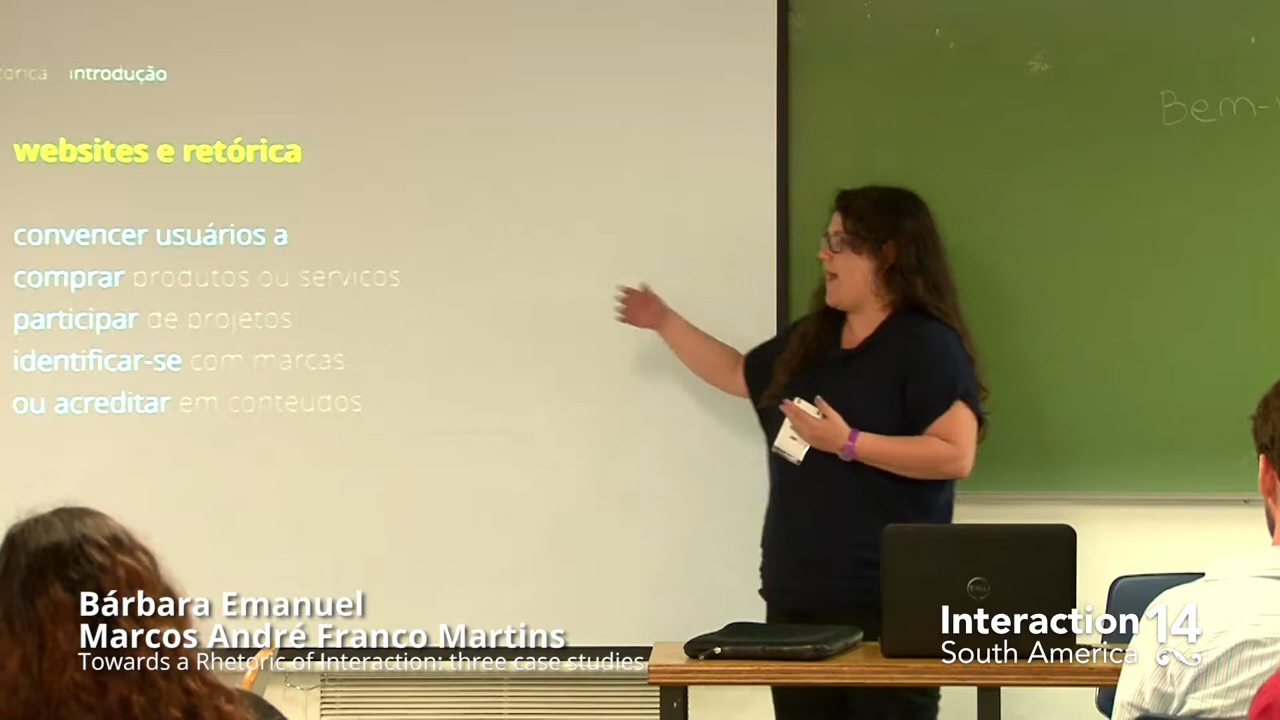 introdução
websites e retórica
convencer usuários a
comprar produtos ou serviços
participar de projetos
identificar-se com marcas
ou acreditar em conteúdos
Bem-
DELL
Bárbara Emanuel
Marcos André Franco Martins
Towards a Rhetoric of Interaction: three case studies
Interaction 14
South America